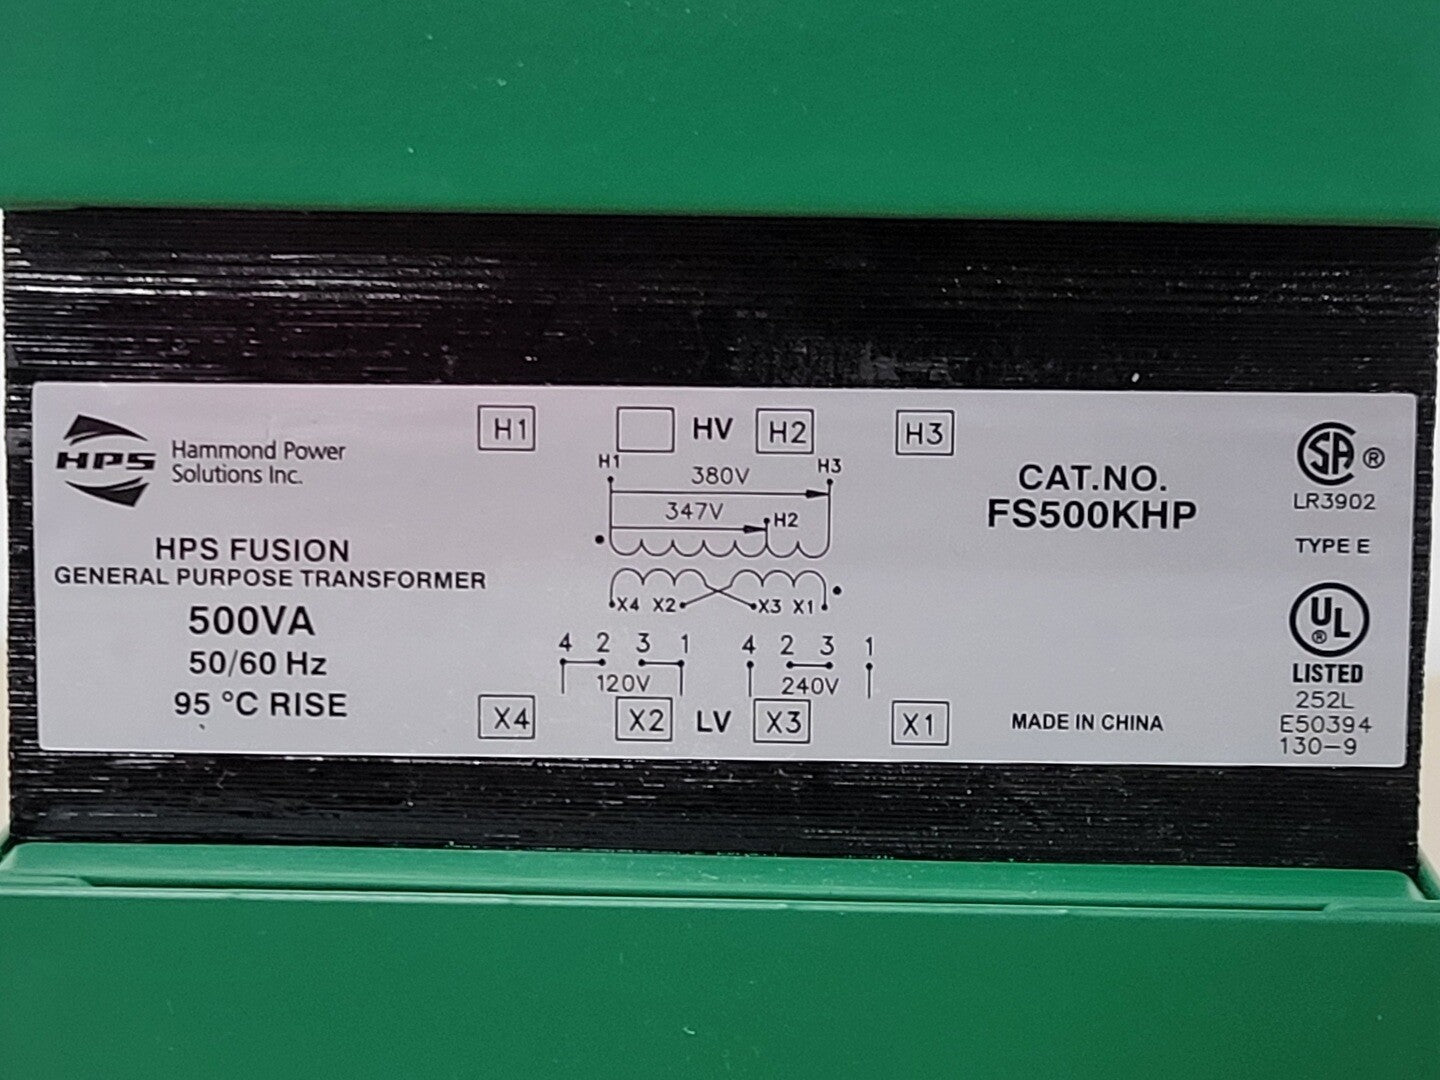 HPS
Hammond Power
Solutions Inc.
HPS FUSION
GENERAL PURPOSE TRANSFORMER
500VA
50/60 Hz
95 °C RISE
H1 HV H2 H3
H1 380V H3
347V H2
X4 X2 X3 X1
4 2 3 1 4 2 3 1
120V 240V
X4 X2 LV X3 X1
CAT.NO.
FS500KHP
MADE IN CHINA
SA ®
LR3902
TYPE E
UL ®
LISTED
252L
E50394
130-9